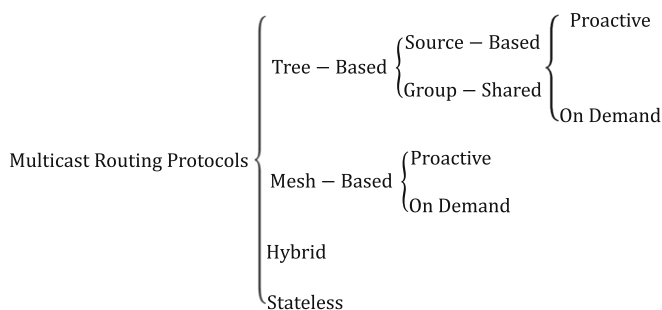 Proactive
Source – Based
Tree – Based
Group – Shared
On Demand
Multicast Routing Protocols
Proactive
Mesh – Based
On Demand
Hybrid
Stateless